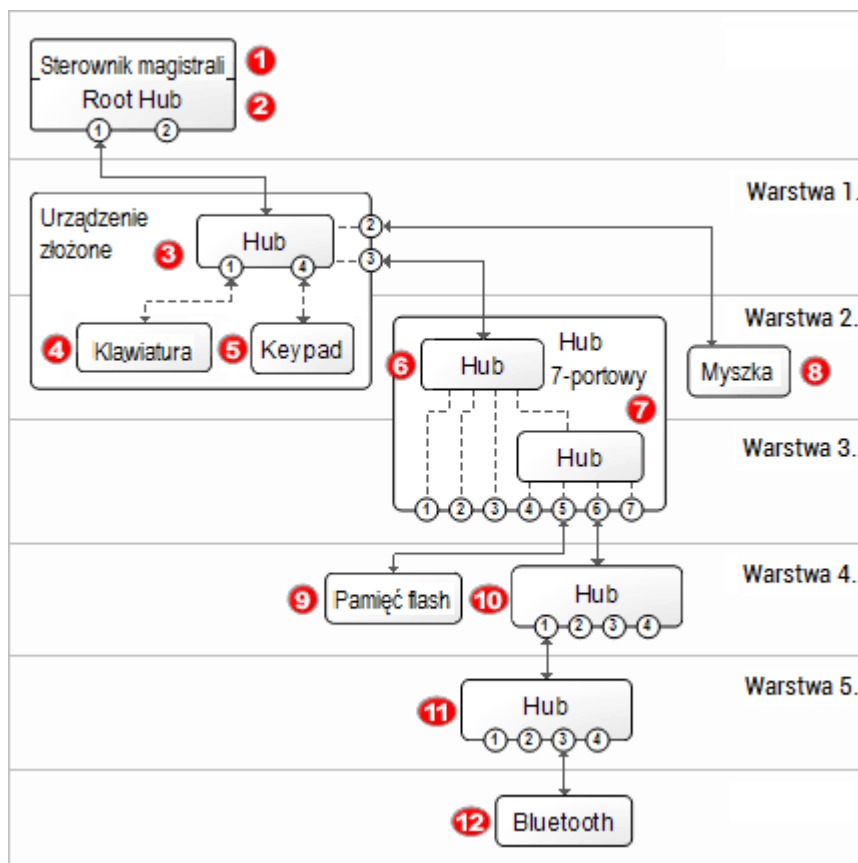 Sterownik magistrali 1
Root Hub 2
1 2
Warstwa 1.
Urządzenie
złożone
3
Hub
2
3
1 4
Warstwa 2.
4 Klawiatura
5 Keypad
6 Hub
Hub
7-portowy
7
Myszka 8
Warstwa 3.
Hub
1 2 3 4 5 6 7
Warstwa 4.
9 Pamięć flash
10 Hub
1 2 3 4
Warstwa 5.
11 Hub
1 2 3 4
12 Bluetooth